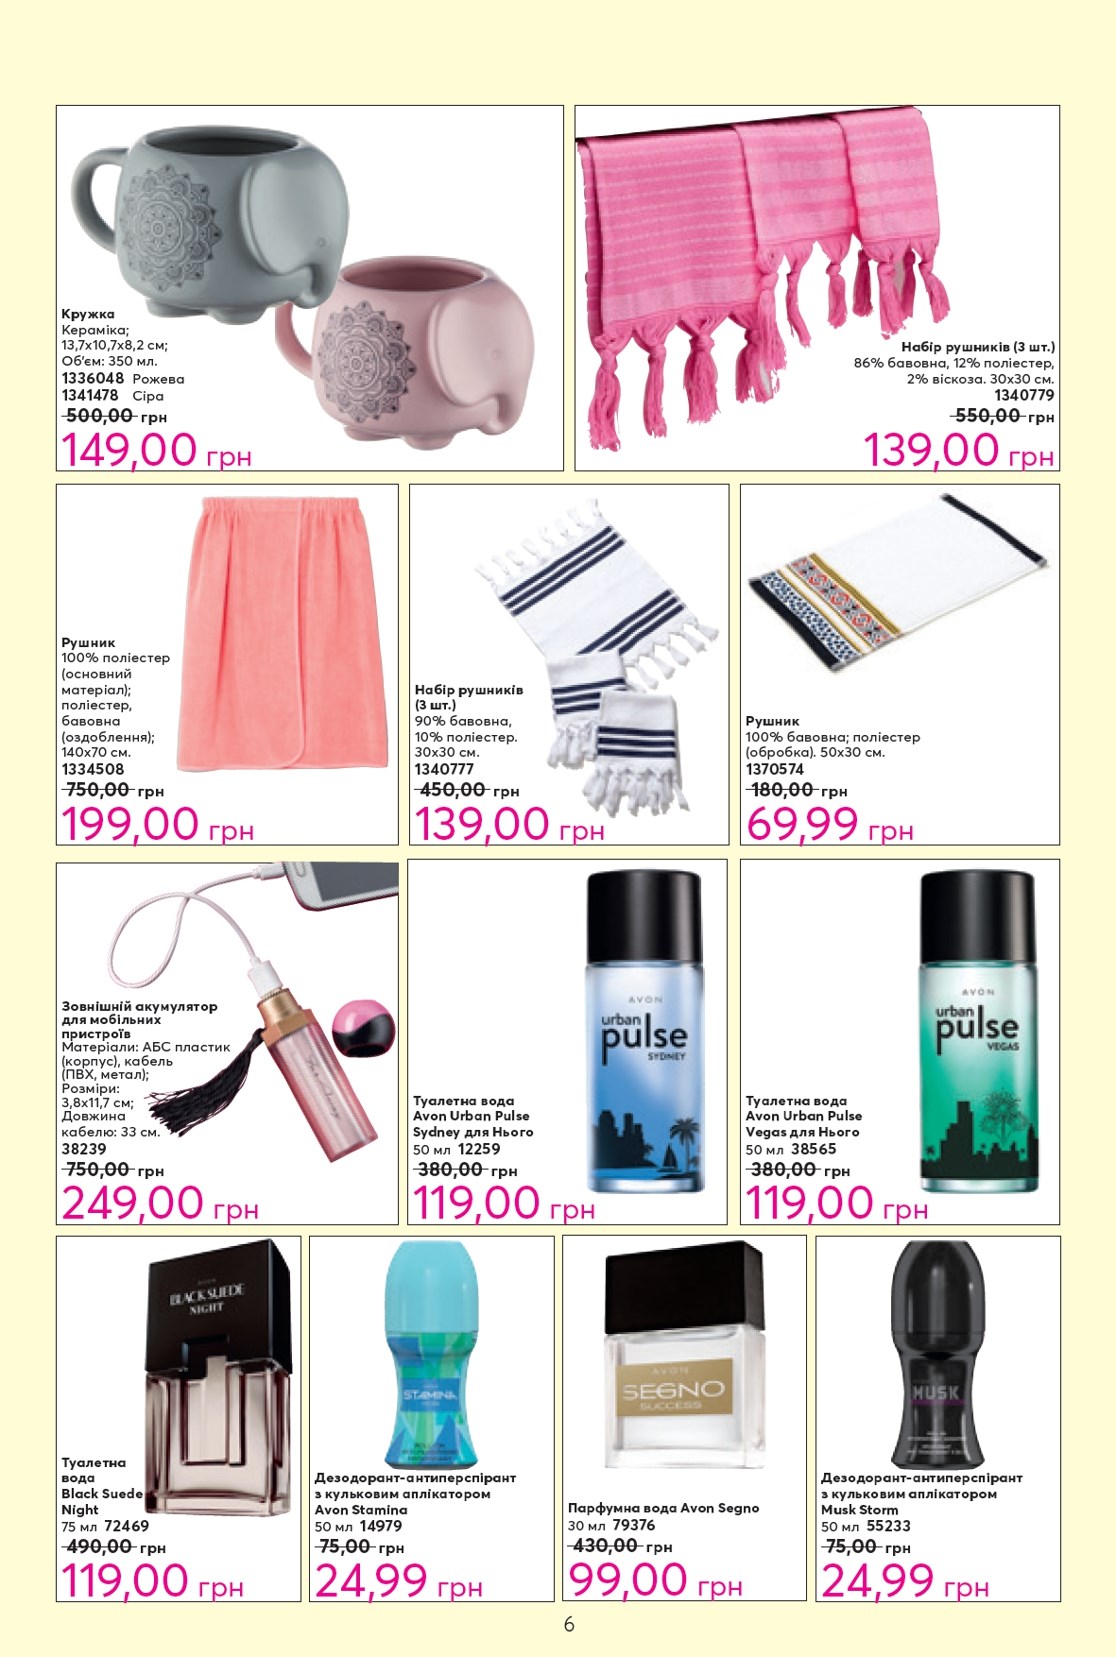 Кружка
Кераміка;
13,7х10,7х8,2 см;
Об'єм: 350 мл.
1336048 Рожева
1341478 Сіра
500,00 грн
149,00 грн
Набір рушників (3 шт.)
86% бавовна, 12% поліестер,
2% віскоза. 30х30 см.
1340779
550,00 грн
139,00 грн
Рушник
100% поліестер
(основний
матеріал);
поліестер,
бавовна
(оздоблення);
140х70 см.
1334508
750,00 грн
199,00 грн
Набір рушників
(3 шт.)
90% бавовна,
10% поліестер.
30х30 см.
1340777
450,00 грн
139,00 грн
Рушник
100% бавовна; поліестер
(обробка). 50х30 см.
1370574
180,00 грн
69,99 грн
Зовнішній акумулятор
для мобільних
пристроїв
Матеріали: АБС пластик
(корпус), кабель
(ПВХ, метал);
Розміри:
3,8х11,7 см;
Довжина
кабелю: 33 см.
38239
750,00 грн
249,00 грн
AVON
urban
pulse
SYDNEY
Туалетна вода
Avon Urban Pulse
Sydney для Нього
50 мл 12259
380,00 грн
119,00 грн
AVON
urban
pulse
VEGAS
Туалетна вода
Avon Urban Pulse
Vegas для Нього
50 мл 38565
380,00 грн
119,00 грн
AVON
BLACK SUEDE
NIGHT
Туалетна
вода
Black Suede
Night
75 мл 72469
490,00 грн
119,00 грн
STAMINA
Дезодорант-антиперспірант
з кульковим аплікатором
Avon Stamina
50 мл 14979
75,00 грн
24,99 грн
AVON
SEGNO
SUCCESS
Парфумна вода Avon Segno
30 мл 79376
430,00 грн
99,00 грн
MUSK
Дезодорант-антиперспірант
з кульковим аплікатором
Musk Storm
50 мл 55233
75,00 грн
24,99 грн
6